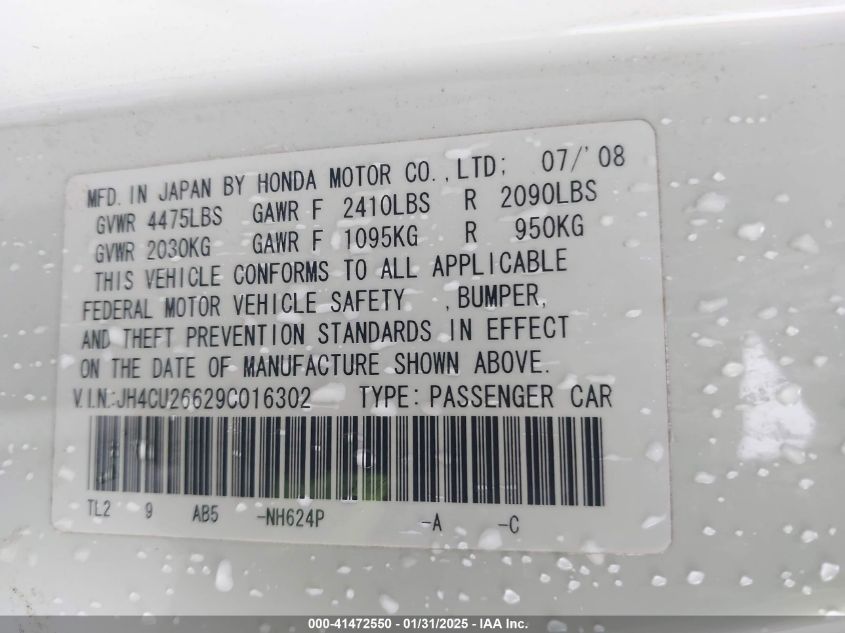 MFD. IN JAPAN BY HONDA MOTOR CO., LTD; 07/'08
GVWR 4475LBS GAWR F 2410LBS R 2090LBS
GVWR 2030KG GAWR F 1095KG R 950KG
THIS VEHICLE CONFORMS TO ALL APPLICABLE
FEDERAL MOTOR VEHICLE SAFETY , BUMPER,
AND THEFT PREVENTION STANDARDS IN EFFECT
ON THE DATE OF MANUFACTURE SHOWN ABOVE.
V.I.N.:JH4CU26629C016302 TYPE: PASSENGER CAR
TL2 9 AB5 -NH624P -A -C
000-41472550 - 01/31/2025 - IAA Inc.